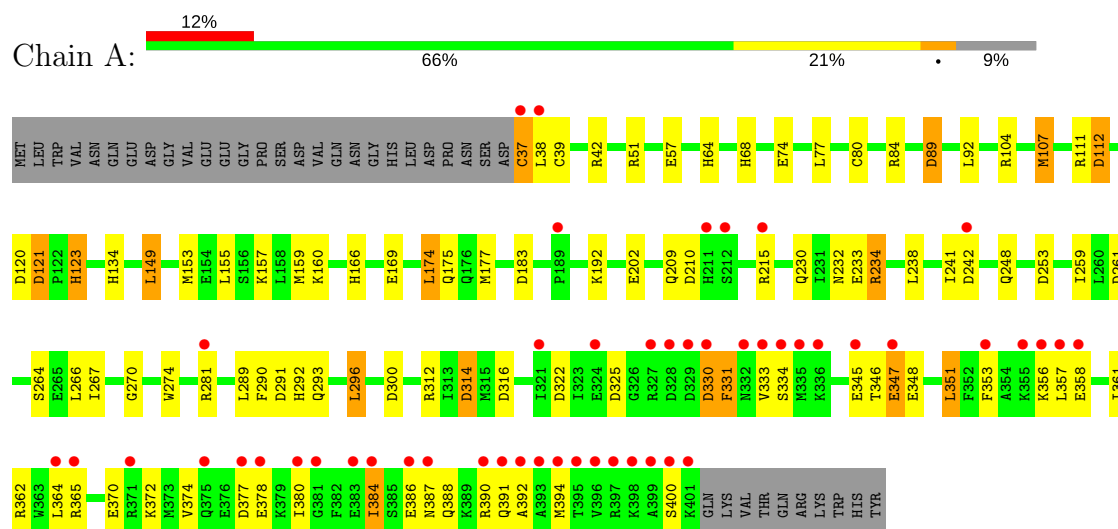 12%
Chain A:
66% 21% • 9%
MET LEU TRP VAL ASN GLN GLU ASP GLY VAL GLU GLU GLY PRO SER ASP VAL GLN ASN GLY HIS LEU ASP PRO ASN SER ASP C37 L38 C39 R42 R51 E57 H64 H68 E74 L77 C80 R84 D89 L92 R104 M107 R111 D112
D120 D121 P122 H123 H134 L149 M153 E154 L155 S156 K157 L158 M159 K160 H166 E169 L174 Q175 Q176 M177 D183 P189 K192 E202 Q209 D210 H211 S212 R215 Q230 I231 N232 E233 R234 L238 I241 D242 Q248 D253 I259 L260 D261
S264 E265 L266 I267 G270 W274 R281 L289 F290 D291 H292 Q293 L296 D300 R312 I313 D314 M315 D316 I321 D322 I323 E324 D325 G326 R327 D328 D329 D330 F331 N332 V333 S334 M335 K336 E345 T346 E347 E348 L351 F352 F353 A354 K355 K356 L357 E358 I361
R362 W363 L364 R365 E370 R371 K372 M373 V374 Q375 E376 D377 E378 K379 I380 G381 F382 E383 I384 S385 E386 N387 Q388 K389 R390 Q391 A392 A393 M394 T395 V396 R397 K398 A399 S400 K401 GLN LYS VAL THR GLN ARG LYS TRP HIS TYR